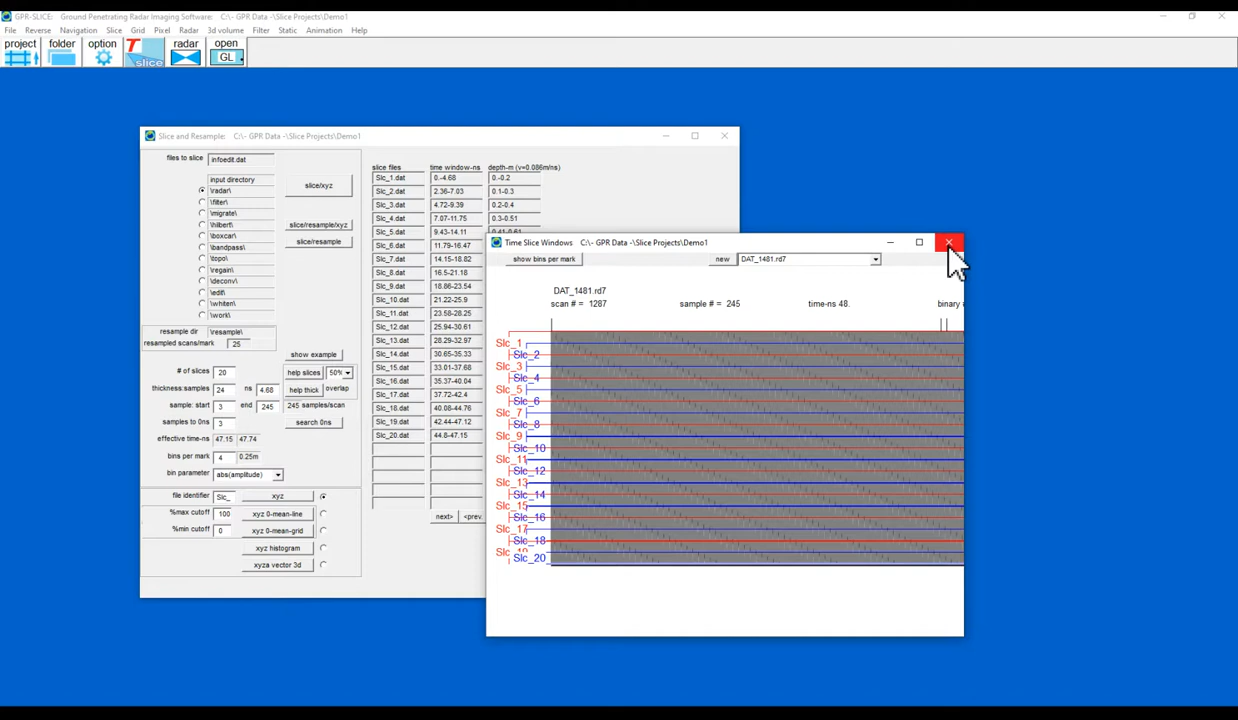 GPR-SLICE: Ground Penetrating Radar Imaging Software: C:\- GPR Data -\Slice Projects\Demo1
File Reverse Navigation Slice Grid Pixel Radar 3d volume Filter Static Animation Help
project folder option T slice radar open GL
Slice and Resample: C:\- GPR Data -\Slice Projects\Demo1
files to slice infoedit.dat
input directory
\radar\
\filter\
\migrate\
\hilbert\
\boxcar\
\bandpass\
\topo\
\regain\
\deconv\
\edit\
\whiten\
\work\
slice/xyz
slice/resample/xyz
slice/resample
resample dir \resample\
resampled scans/mark 25
show example
# of slices 20 help slices 50%
thickness:samples 24 ns 4.68 help thick overlap
sample: start 3 end 245 245 samples/scan
samples to 0ns 3 search 0ns
effective time-ns 47.15 47.74
bins per mark 4 0.25m
bin parameter abs(amplitude)
file identifier Slc_ xyz
%max cutoff 100 xyz 0-mean-line
%min cutoff 0 xyz 0-mean-grid
xyz histogram
xyza vector 3d
slice files time window-ns depth-m (v=0.086m/ns)
Slc_1.dat 0.-4.68 0.-0.2
Slc_2.dat 2.36-7.03 0.1-0.3
Slc_3.dat 4.72-9.39 0.2-0.4
Slc_4.dat 7.07-11.75 0.3-0.51
Slc_5.dat 9.43-14.11 0.41-0.61
Slc_6.dat 11.79-16.47
Slc_7.dat 14.15-18.82
Slc_8.dat 16.5-21.18
Slc_9.dat 18.86-23.54
Slc_10.dat 21.22-25.9
Slc_11.dat 23.58-28.25
Slc_12.dat 25.94-30.61
Slc_13.dat 28.29-32.97
Slc_14.dat 30.65-35.33
Slc_15.dat 33.01-37.68
Slc_16.dat 35.37-40.04
Slc_17.dat 37.72-42.4
Slc_18.dat 40.08-44.76
Slc_19.dat 42.44-47.12
Slc_20.dat 44.8-47.15
next> <prev.
Time Slice Windows C:\- GPR Data -\Slice Projects\Demo1
show bins per mark new DAT_1481.rd7
DAT_1481.rd7
scan # = 1287 sample # = 245 time-ns 48. binary
Slc_1
Slc_2
Slc_3
Slc_4
Slc_5
Slc_6
Slc_7
Slc_8
Slc_9
Slc_10
Slc_11
Slc_12
Slc_13
Slc_14
Slc_15
Slc_16
Slc_17
Slc_18
Slc_19
Slc_20